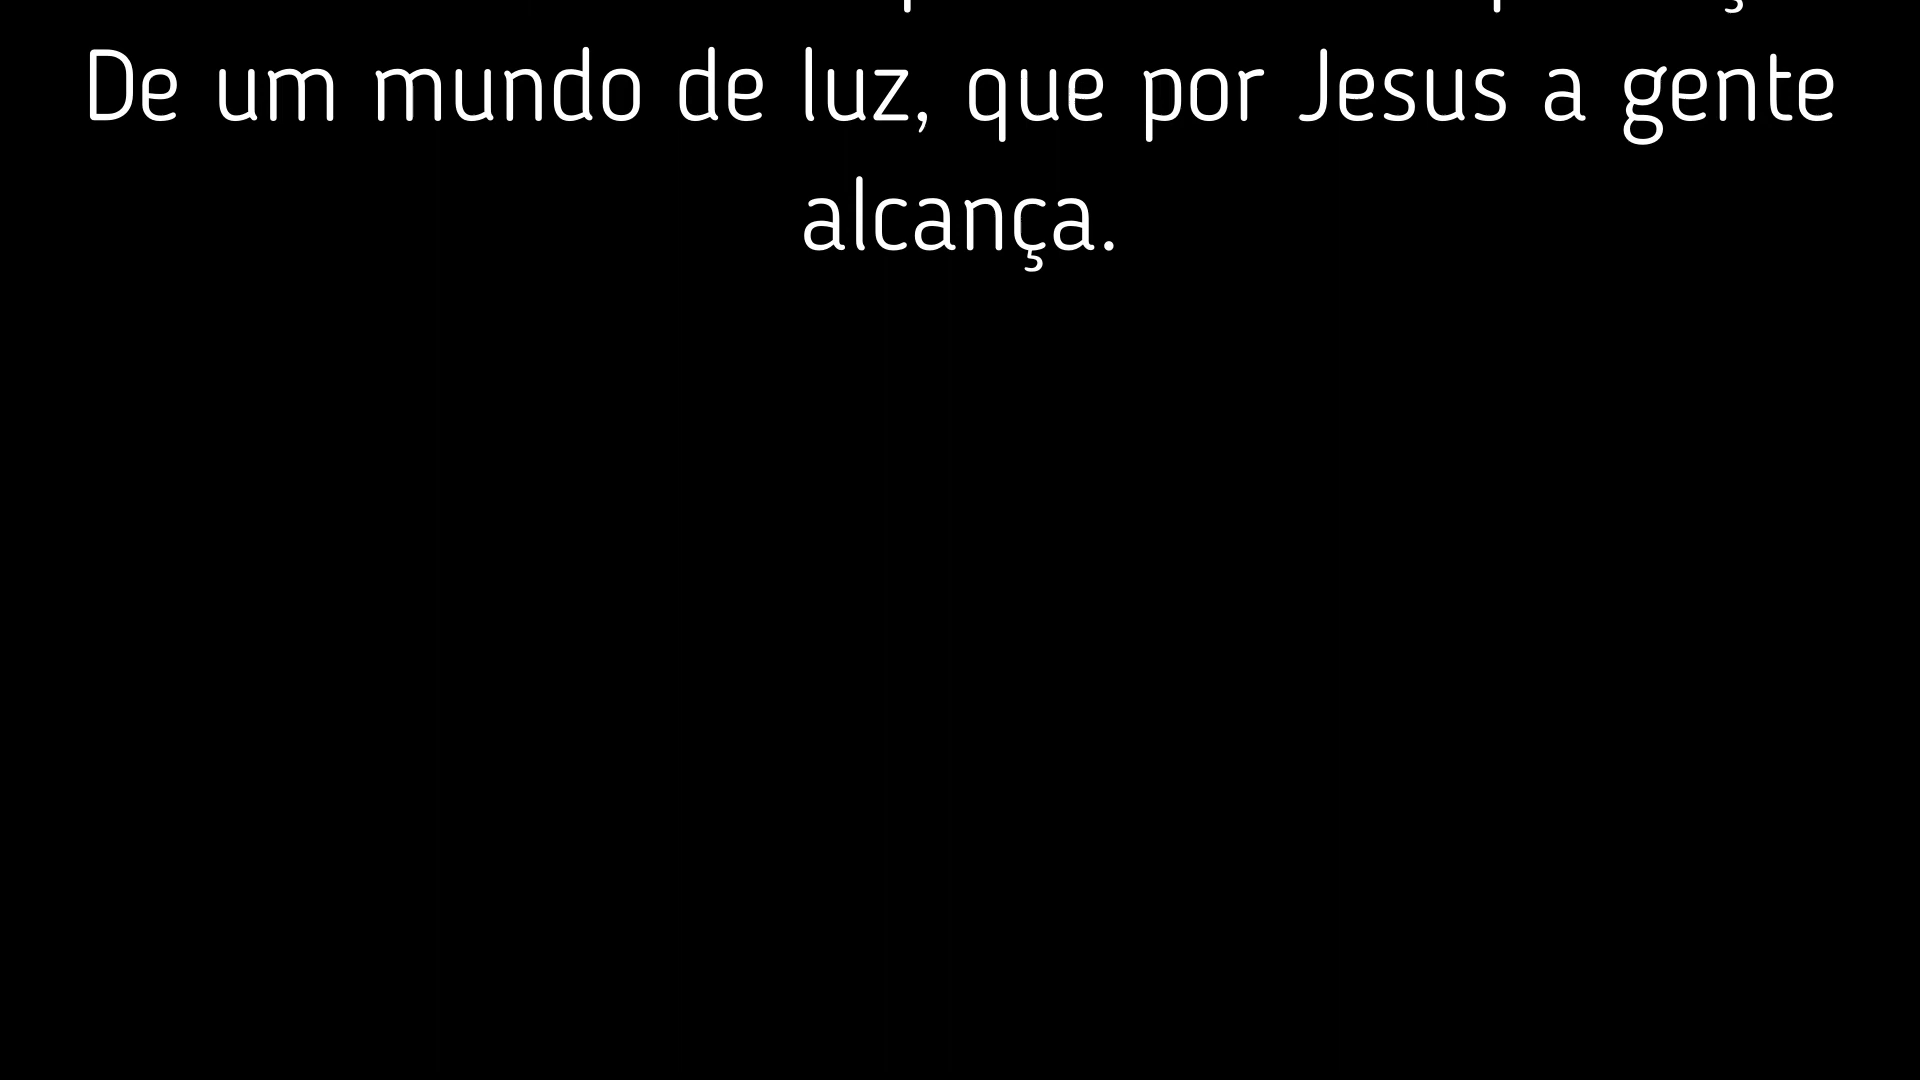 De um mundo de luz, que por Jesus a gente
alcança.